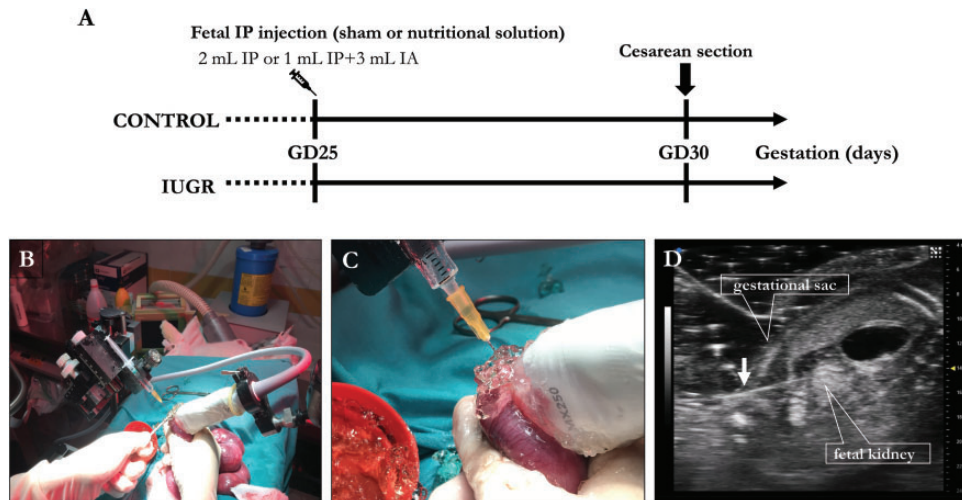 A
Fetal IP injection (sham or nutritional solution)
2 mL IP or 1 mL IP+3 mL IA
Cesarean section
CONTROL
GD25
GD30
Gestation (days)
IUGR
B
C
D
gestational sac
fetal kidney
MX250